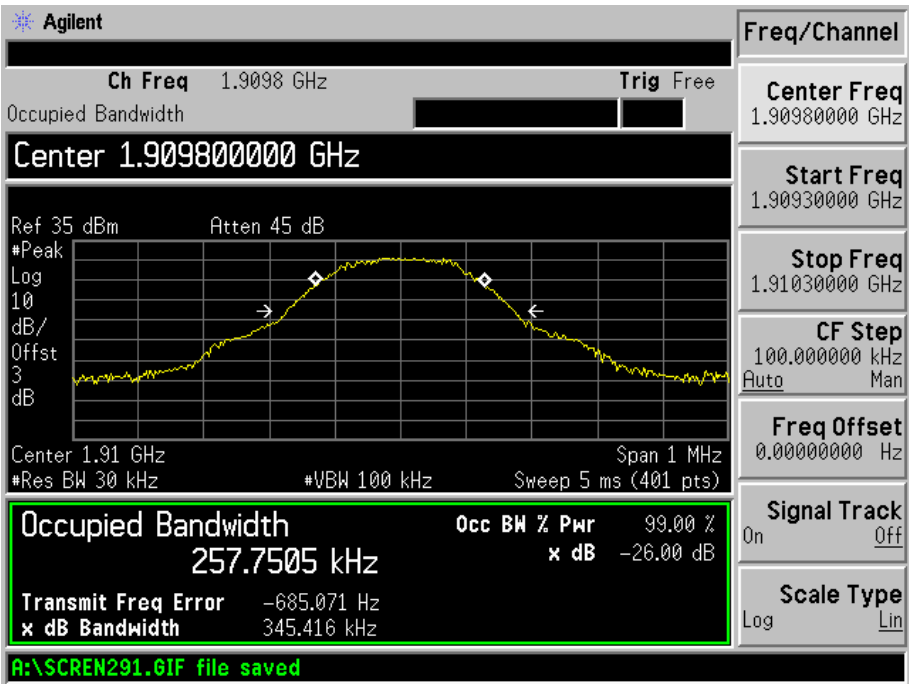 Agilent
Freq/Channel
Ch Freq 1.9098 GHz Trig Free
Occupied Bandwidth
Center 1.909800000 GHz
Center Freq
1.90980000 GHz
Start Freq
1.90930000 GHz
Stop Freq
1.91030000 GHz
CF Step
100.000000 kHz
Auto Man
Freq Offset
0.00000000 Hz
Signal Track
On Off
Scale Type
Log Lin
Ref 35 dBm Atten 45 dB
#Peak
Log
10
dB/
Offst
3
dB
Center 1.91 GHz Span 1 MHz
#Res BW 30 kHz #VBW 100 kHz Sweep 5 ms (401 pts)
Occupied Bandwidth
257.7505 kHz
Occ BW % Pwr 99.00 %
x dB -26.00 dB
Transmit Freq Error -685.071 Hz
x dB Bandwidth 345.416 kHz
A:\SCREN291.GIF file saved